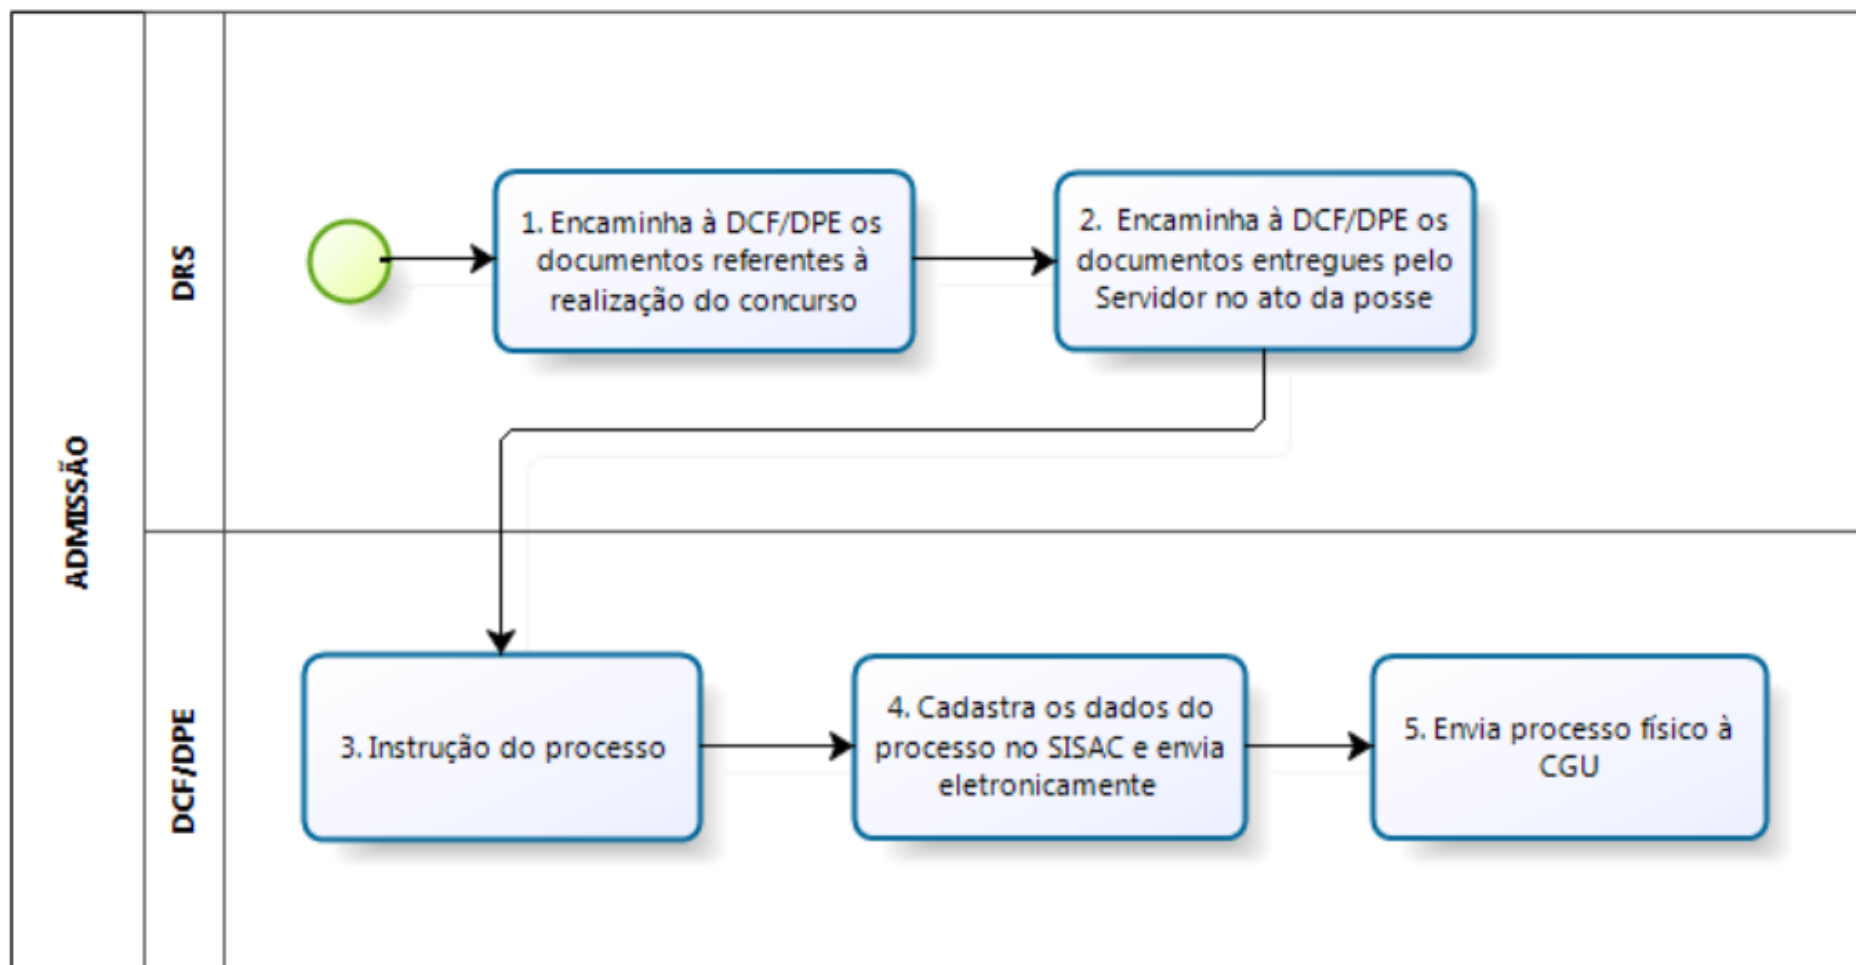 ADMISSÃO
DRS
1. Encaminha à DCF/DPE os
documentos referentes à
realização do concurso
2.  Encaminha à DCF/DPE os
documentos entregues pelo
Servidor no ato da posse
DCF/DPE
3. Instrução do processo
4. Cadastra os dados do
processo no SISAC e envia
eletronicamente
5. Envia processo físico à
CGU